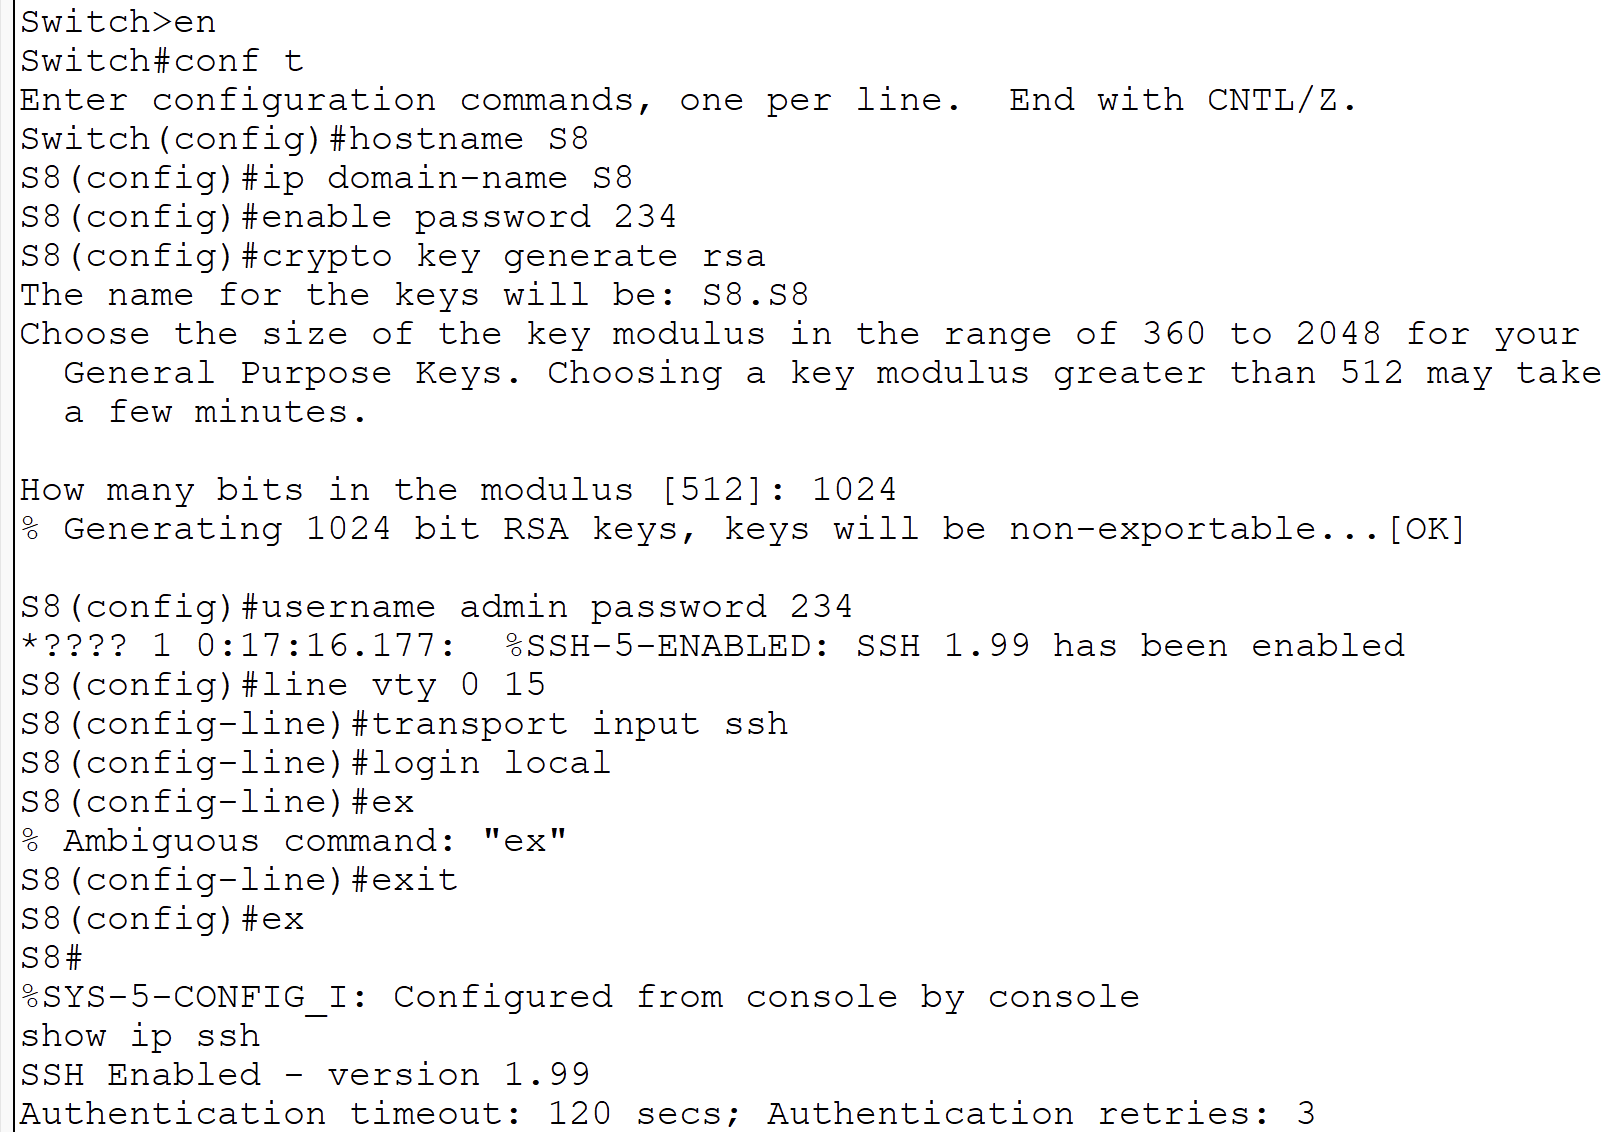 Switch>en
Switch#conf t
Enter configuration commands, one per line.  End with CNTL/Z.
Switch(config)#hostname S8
S8(config)#ip domain-name S8
S8(config)#enable password 234
S8(config)#crypto key generate rsa
The name for the keys will be: S8.S8
Choose the size of the key modulus in the range of 360 to 2048 for your
  General Purpose Keys. Choosing a key modulus greater than 512 may take
  a few minutes.

How many bits in the modulus [512]: 1024
% Generating 1024 bit RSA keys, keys will be non-exportable...[OK]

S8(config)#username admin password 234
*???? 1 0:17:16.177:  %SSH-5-ENABLED: SSH 1.99 has been enabled
S8(config)#line vty 0 15
S8(config-line)#transport input ssh
S8(config-line)#login local
S8(config-line)#ex
% Ambiguous command: "ex"
S8(config-line)#exit
S8(config)#ex
S8#
%SYS-5-CONFIG_I: Configured from console by console
show ip ssh
SSH Enabled - version 1.99
Authentication timeout: 120 secs; Authentication retries: 3